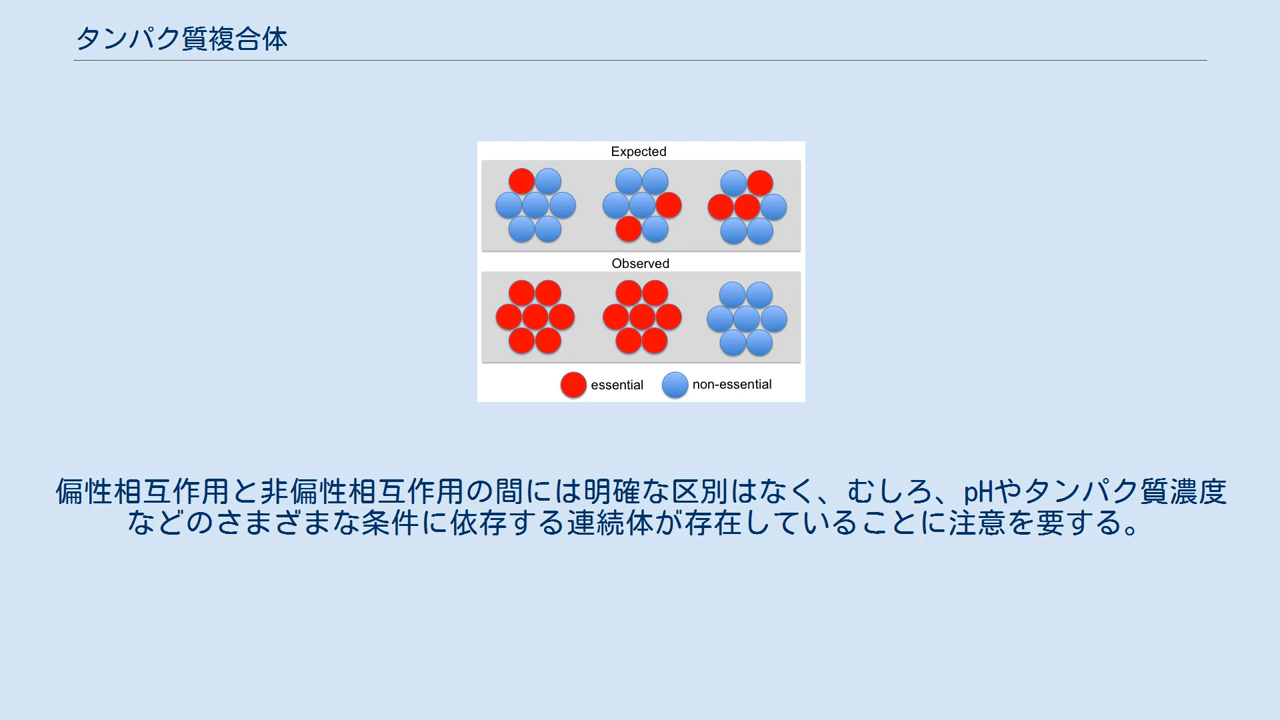 タンパク質複合体
Expected
Observed
essential
non-essential
偏性相互作用と非偏性相互作用の間には明確な区別はなく、むしろ、pHやタンパク質濃度
などのさまざまな条件に依存する連続体が存在していることに注意を要する。